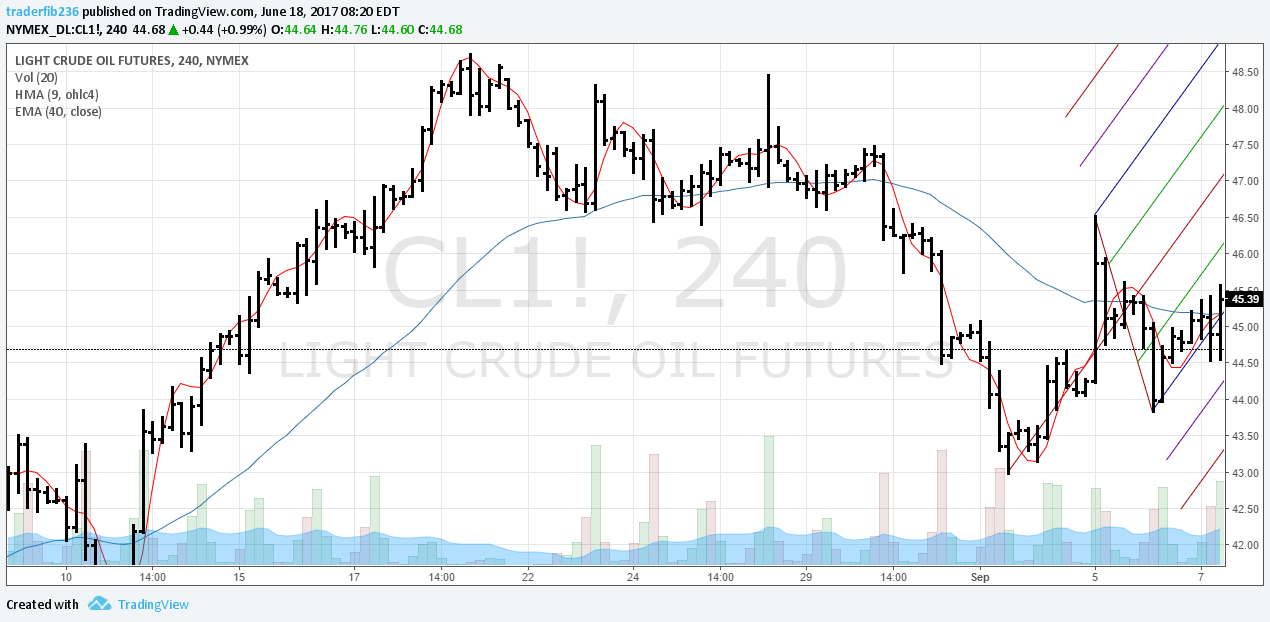 traderfib236 published on TradingView.com, June 18, 2017 08:20 EDT
NYMEX_DL:CL1!, 240 44.68 ▲ +0.44 (+0.99%) O:44.64 H:44.76 L:44.60 C:44.68
LIGHT CRUDE OIL FUTURES, 240, NYMEX
Vol (20)
HMA (9, ohlc4)
EMA (40, close)
CL1!, 240
LIGHT CRUDE OIL FUTURES
48.50
48.00
47.50
47.00
46.50
46.00
45.50
45.39
45.00
44.50
44.00
43.50
43.00
42.50
42.00
10 14:00 15 17 14:00 22 24 14:00 29 14:00 Sep 5 7
Created with TradingView